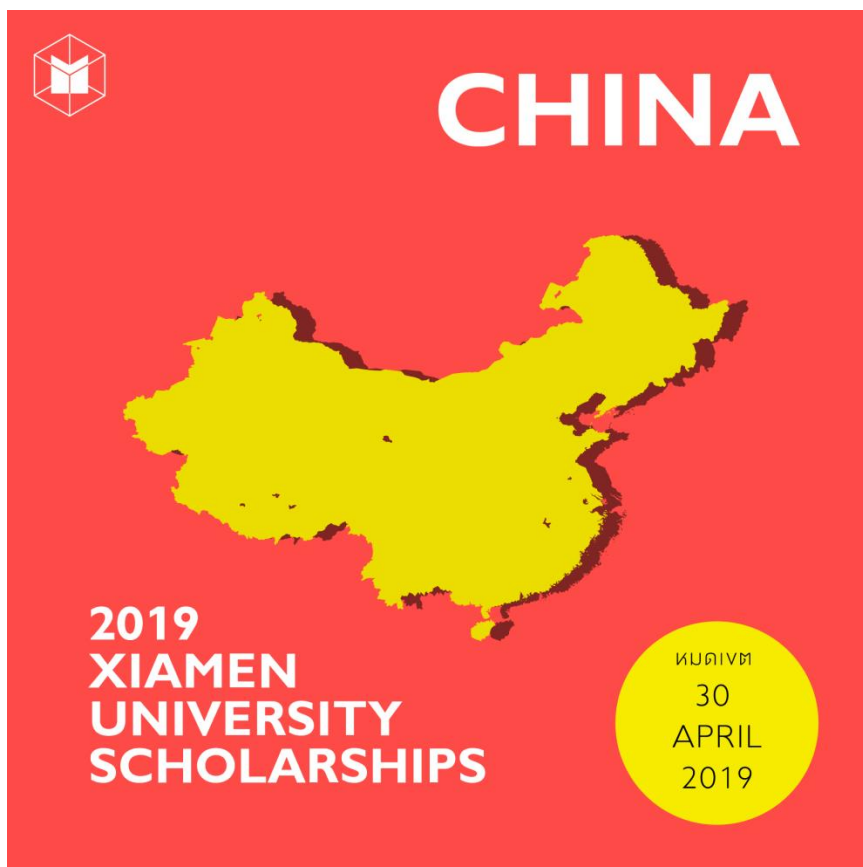 CHINA
2019
XIAMEN
UNIVERSITY
SCHOLARSHIPS
หมดเขต
30
APRIL
2019